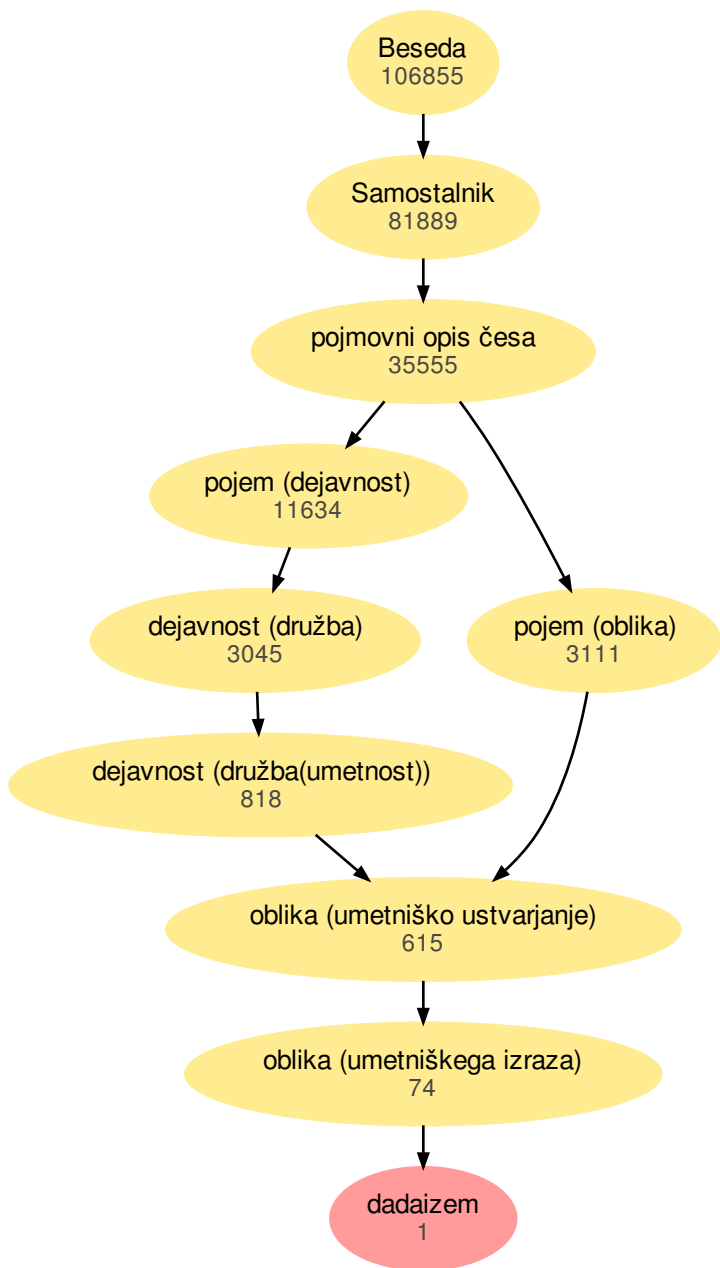 Beseda
106855
Samostalnik
81889
pojmovni opis česa
35555
pojem (dejavnost)
11634
dejavnost (družba)
3045
pojem (oblika)
3111
dejavnost (družba(umetnost))
818
oblika (umetniško ustvarjanje)
615
oblika (umetniškega izraza)
74
dadaizem
1